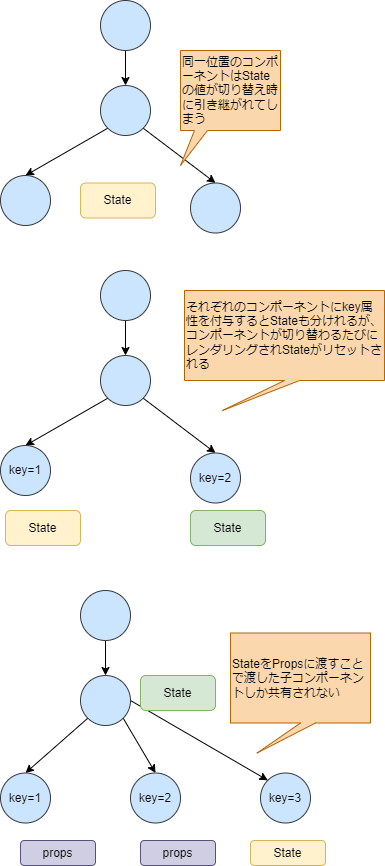 同一位置のコンポ
ーネントはState
の値が切り替え時
に引き継がれてし
まう
State
それぞれのコンポーネントにkey属
性を付与するとStateも分けれるが、
コンポーネントが切り替わるたびに
レンダリングされStateがリセットさ
れる
key=1
key=2
State
State
StateをPropsに渡すこと
で渡した子コンポーネン
トしか共有されない
State
key=1
key=2
key=3
props
props
State